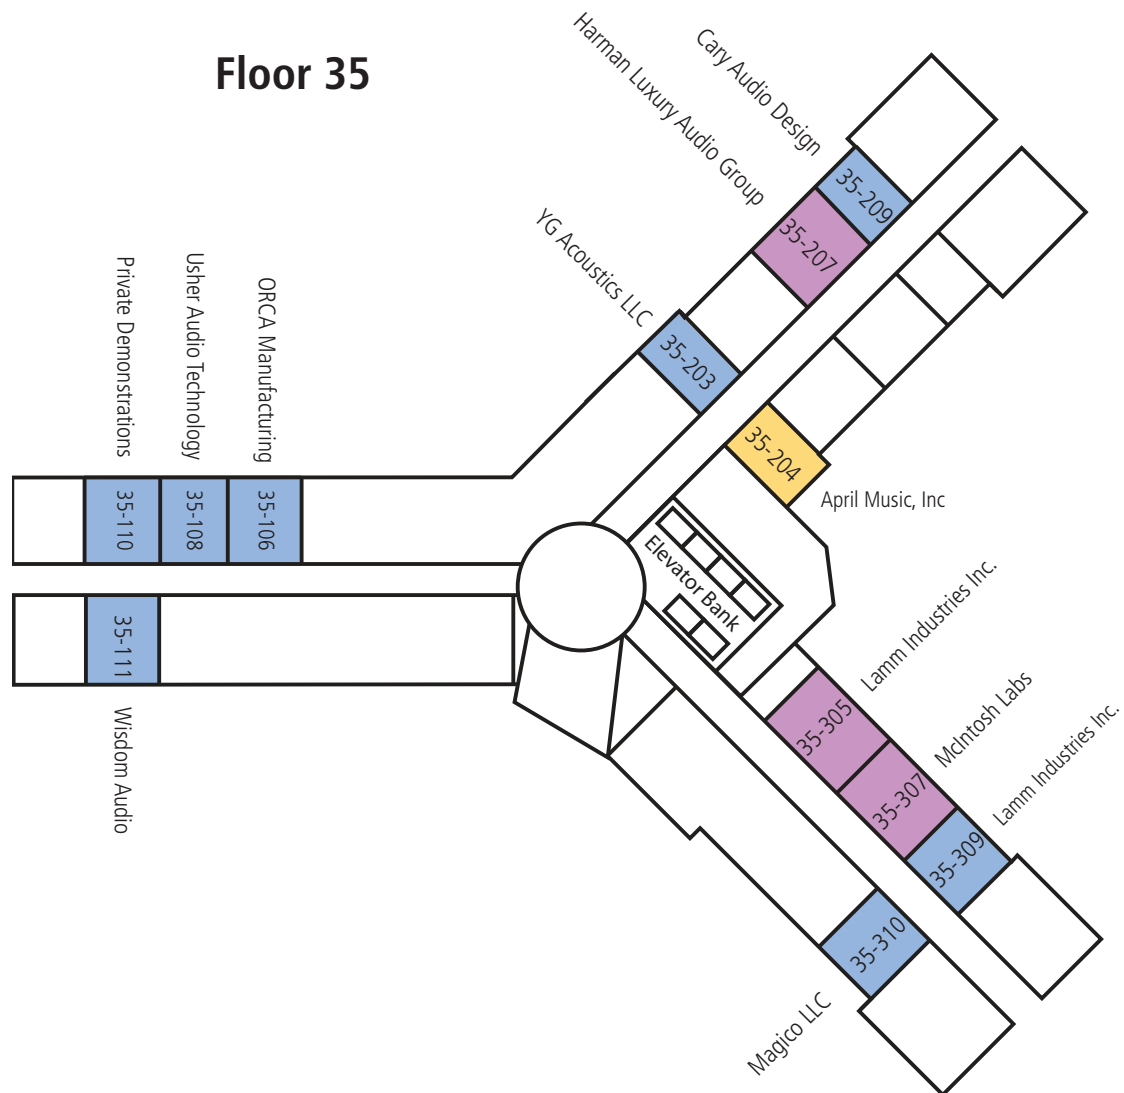 Floor 35
Cary Audio Design
Harman Luxury Audio Group
YG Acoustics LLC
35-209
35-207
35-203
35-204
April Music, Inc
Private Demonstrations
Usher Audio Technology
ORCA Manufacturing
35-110
35-108
35-106
35-111
Wisdom Audio
Elevator Bank
Lamm Industries Inc.
McIntosh Labs
Lamm Industries Inc.
35-305
35-307
35-309
35-310
Magico LLC